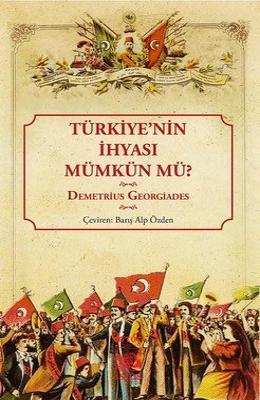 TÜRKİYE'NİN
İHYASI
MÜMKÜN MÜ?
DEMETRIUS GEORGIADES
Çeviren: Barış Alp Özden